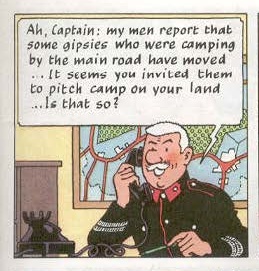 Ah, Captain; my men report that
some gipsies who were camping
by the main road have moved
...It seems you invited them
to pitch camp on your land
...Is that so?